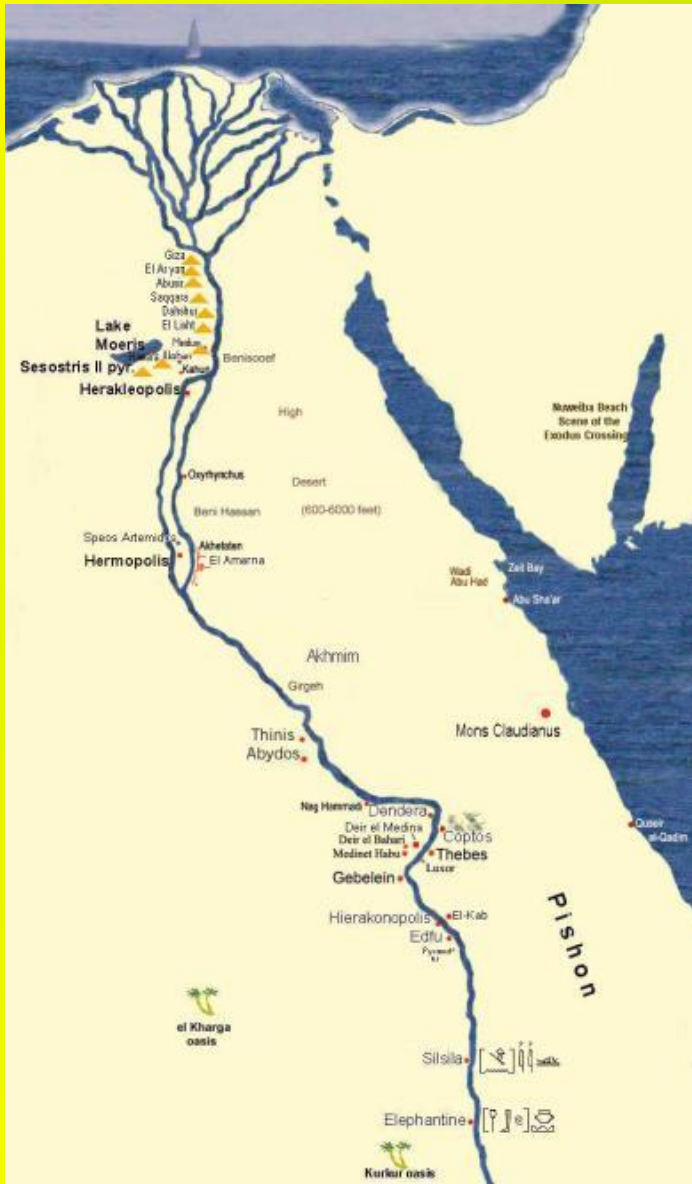 Giza
El Aryan
Abusir
Saqqara
Dahshur
El Lisht
Lake
Moeris
Sesostris II pyr.
Kahun
Benisooef
Herakleopolis
High
Nuweiba Beach
Scene of the
Exodus Crossing
Oxyrhynchus
Desert
Beni Hassan
(600-6000 feet)
Speos Artemidos
Akhetaten
Hermopolis
El Amarna
Wadi
Abu Had
Zeit Bay
Abu Sha'ar
Akhmim
Girgeh
Thinis
Abydos
Mons Claudianus
Nag Hammadi
Dendera
Deir el Medina
Coptos
Deir el Bahari
Medinet Habu
Thebes
Luxor
Quseir
al-Qadim
Gebelein
Hierakonopolis
El-Kab
Edfu
Pishon
el Kharga
oasis
Silsila
Elephantine
Kurkur oasis